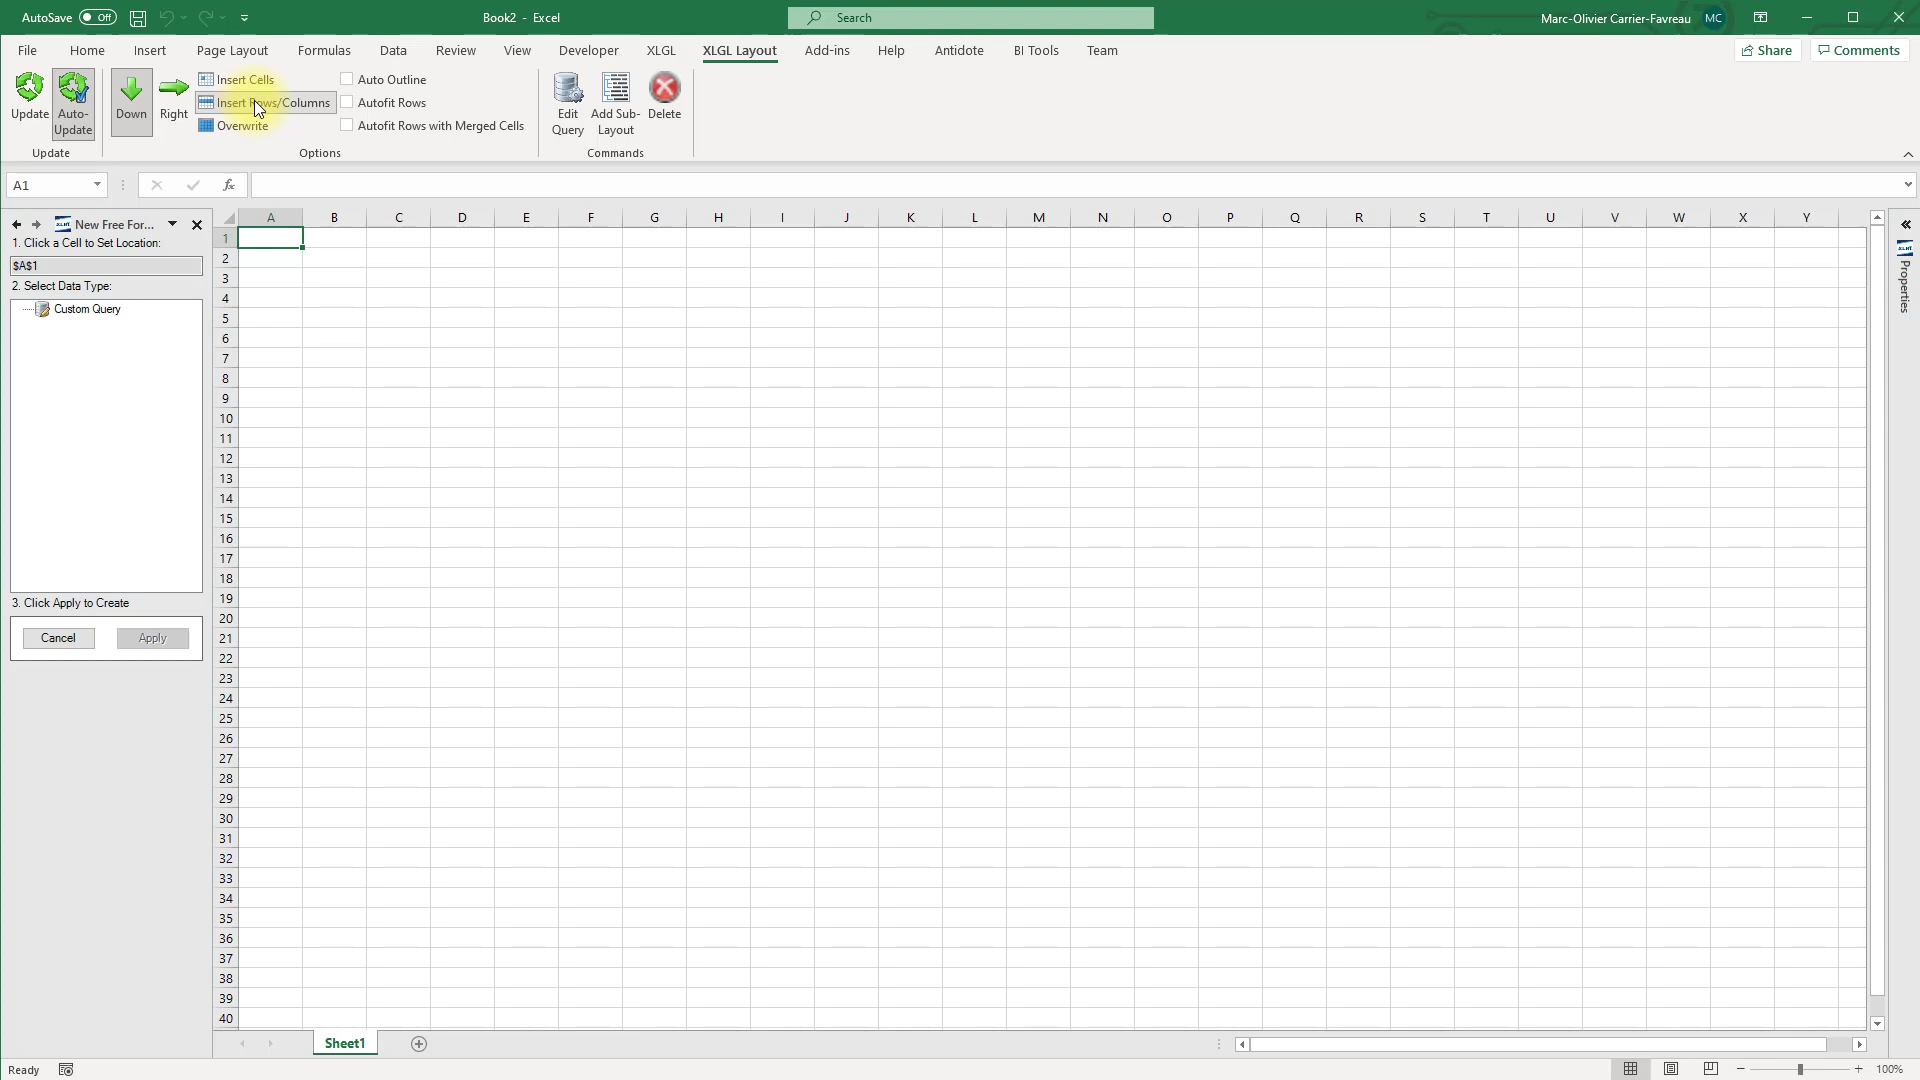 AutoSave Off Book2 - Excel Search Marc-Olivier Carrier-Favreau MC
File Home Insert Page Layout Formulas Data Review View Developer XLGL XLGL Layout Add-ins Help Antidote BI Tools Team Share Comments
Update
Auto-
Update
Down
Right
Insert Cells
Insert Rows/Columns
Overwrite
Auto Outline
Autofit Rows
Autofit Rows with Merged Cells
Edit
Query
Add Sub-
Layout
Delete
Update Options Commands
A1 fx
New Free For...
1. Click a Cell to Set Location:
$A$1
2. Select Data Type:
Custom Query
3. Click Apply to Create
Cancel Apply
A B C D E F G H I J K L M N O P Q R S T U V W X Y
1
2
3
4
5
6
7
8
9
10
11
12
13
14
15
16
17
18
19
20
21
22
23
24
25
26
27
28
29
30
31
32
33
34
35
36
37
38
39
40
Properties
Sheet1
Ready 100%